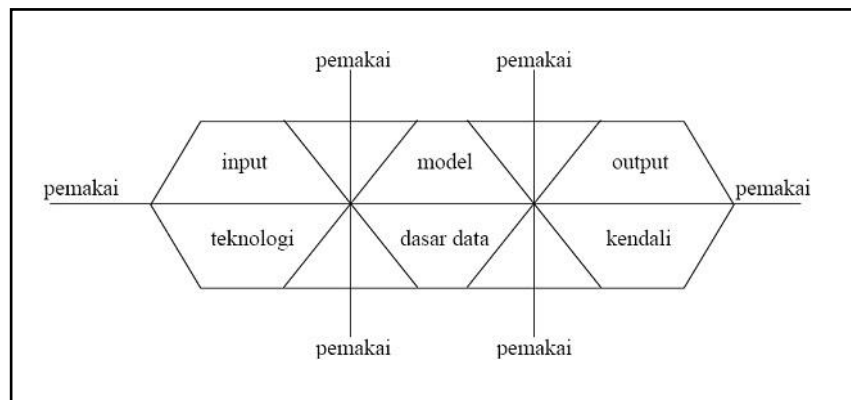 pemakai pemakai
input model output
pemakai pemakai
teknologi dasar data kendali
pemakai pemakai